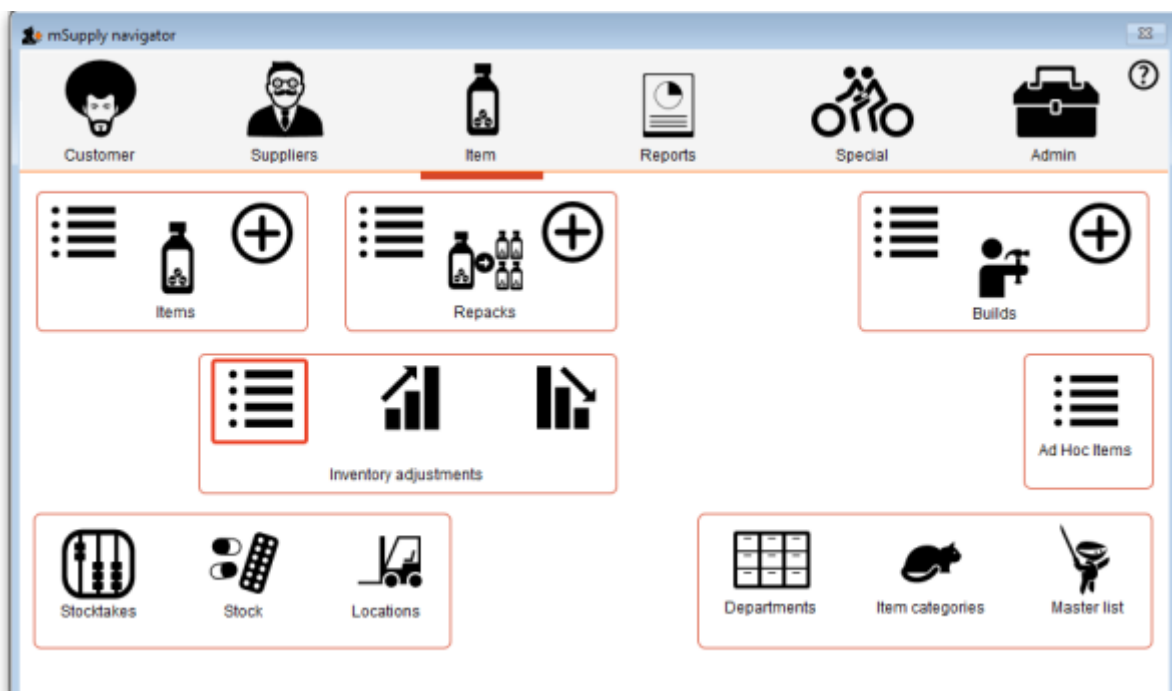 mSupply navigator
Customer
Suppliers
Item
Reports
Special
Admin
?
Items
Repacks
Builds
Inventory adjustments
Ad Hoc Items
Stocktakes
Stock
Locations
Departments
Item categories
Master list